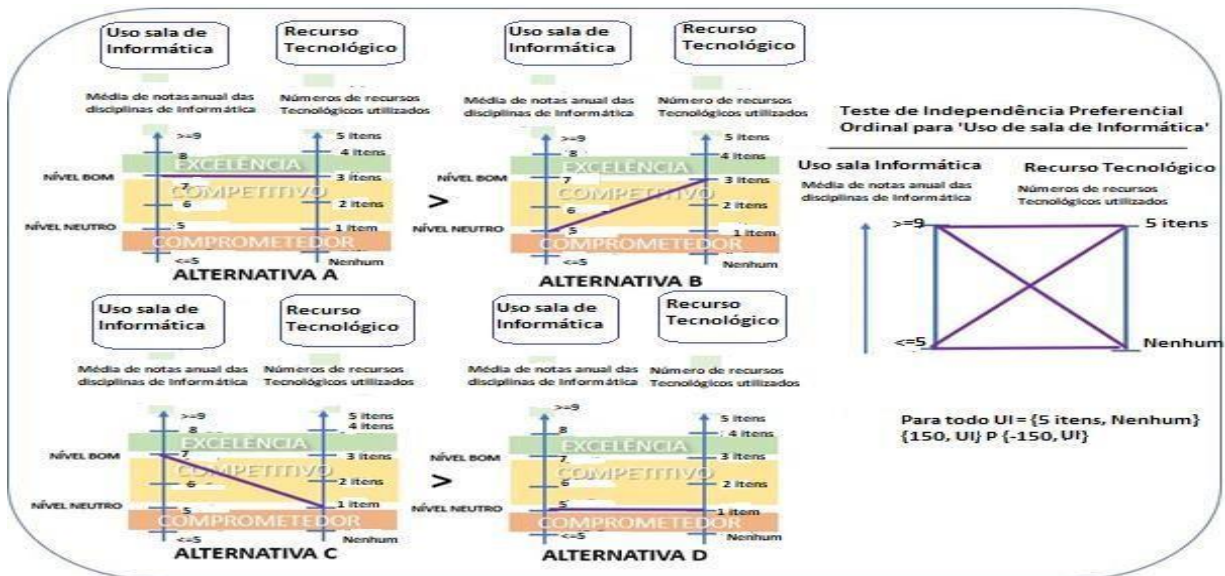 Uso sala de
Informática
Recurso
Tecnológico
Média de notas anual das
disciplinas de Informática
Números de recursos
Tecnológicos utilizados
>=9
8
7
6
5
<=5
5 itens
4 itens
3 itens
2 itens
1 item
Nenhum
NÍVEL BOM
NÍVEL NEUTRO
EXCELÊNCIA
COMPETITIVO
COMPROMETEDOR
ALTERNATIVA A
>
Uso sala de
Informática
Recurso
Tecnológico
Média de notas anual das
disciplinas de Informática
Número de recursos
Tecnológicos utilizados
>=9
8
7
6
5
<=5
5 itens
4 itens
3 itens
2 itens
1 item
Nenhum
NÍVEL BOM
NÍVEL NEUTRO
EXCELÊNCIA
COMPETITIVO
COMPROMETEDOR
ALTERNATIVA B
Uso sala de
Informática
Recurso
Tecnológico
Média de notas anual das
disciplinas de Informática
Números de recursos
Tecnológicos utilizados
>=9
8
7
6
5
<=5
5 itens
4 itens
3 itens
2 itens
1 item
Nenhum
NÍVEL BOM
NÍVEL NEUTRO
EXCELÊNCIA
COMPETITIVO
COMPROMETEDOR
ALTERNATIVA C
>
Uso sala de
Informática
Recurso
Tecnológico
Média de notas anual das
disciplinas de Informática
Número de recursos
Tecnológicos utilizados
>=9
8
7
6
5
<=5
5 itens
4 itens
3 itens
2 itens
1 item
Nenhum
NÍVEL BOM
NÍVEL NEUTRO
EXCELÊNCIA
COMPETITIVO
COMPROMETEDOR
ALTERNATIVA D
Teste de Independência Preferencial
Ordinal para 'Uso de sala de Informática'
Uso sala Informática
Recurso Tecnológico
Média de notas anual das
disciplinas de Informática
Números de recursos
Tecnológicos utilizados
>=9
5 itens
<=5
Nenhum
Para todo UI = {5 itens, Nenhum}
{150, UI} P {-150, UI}